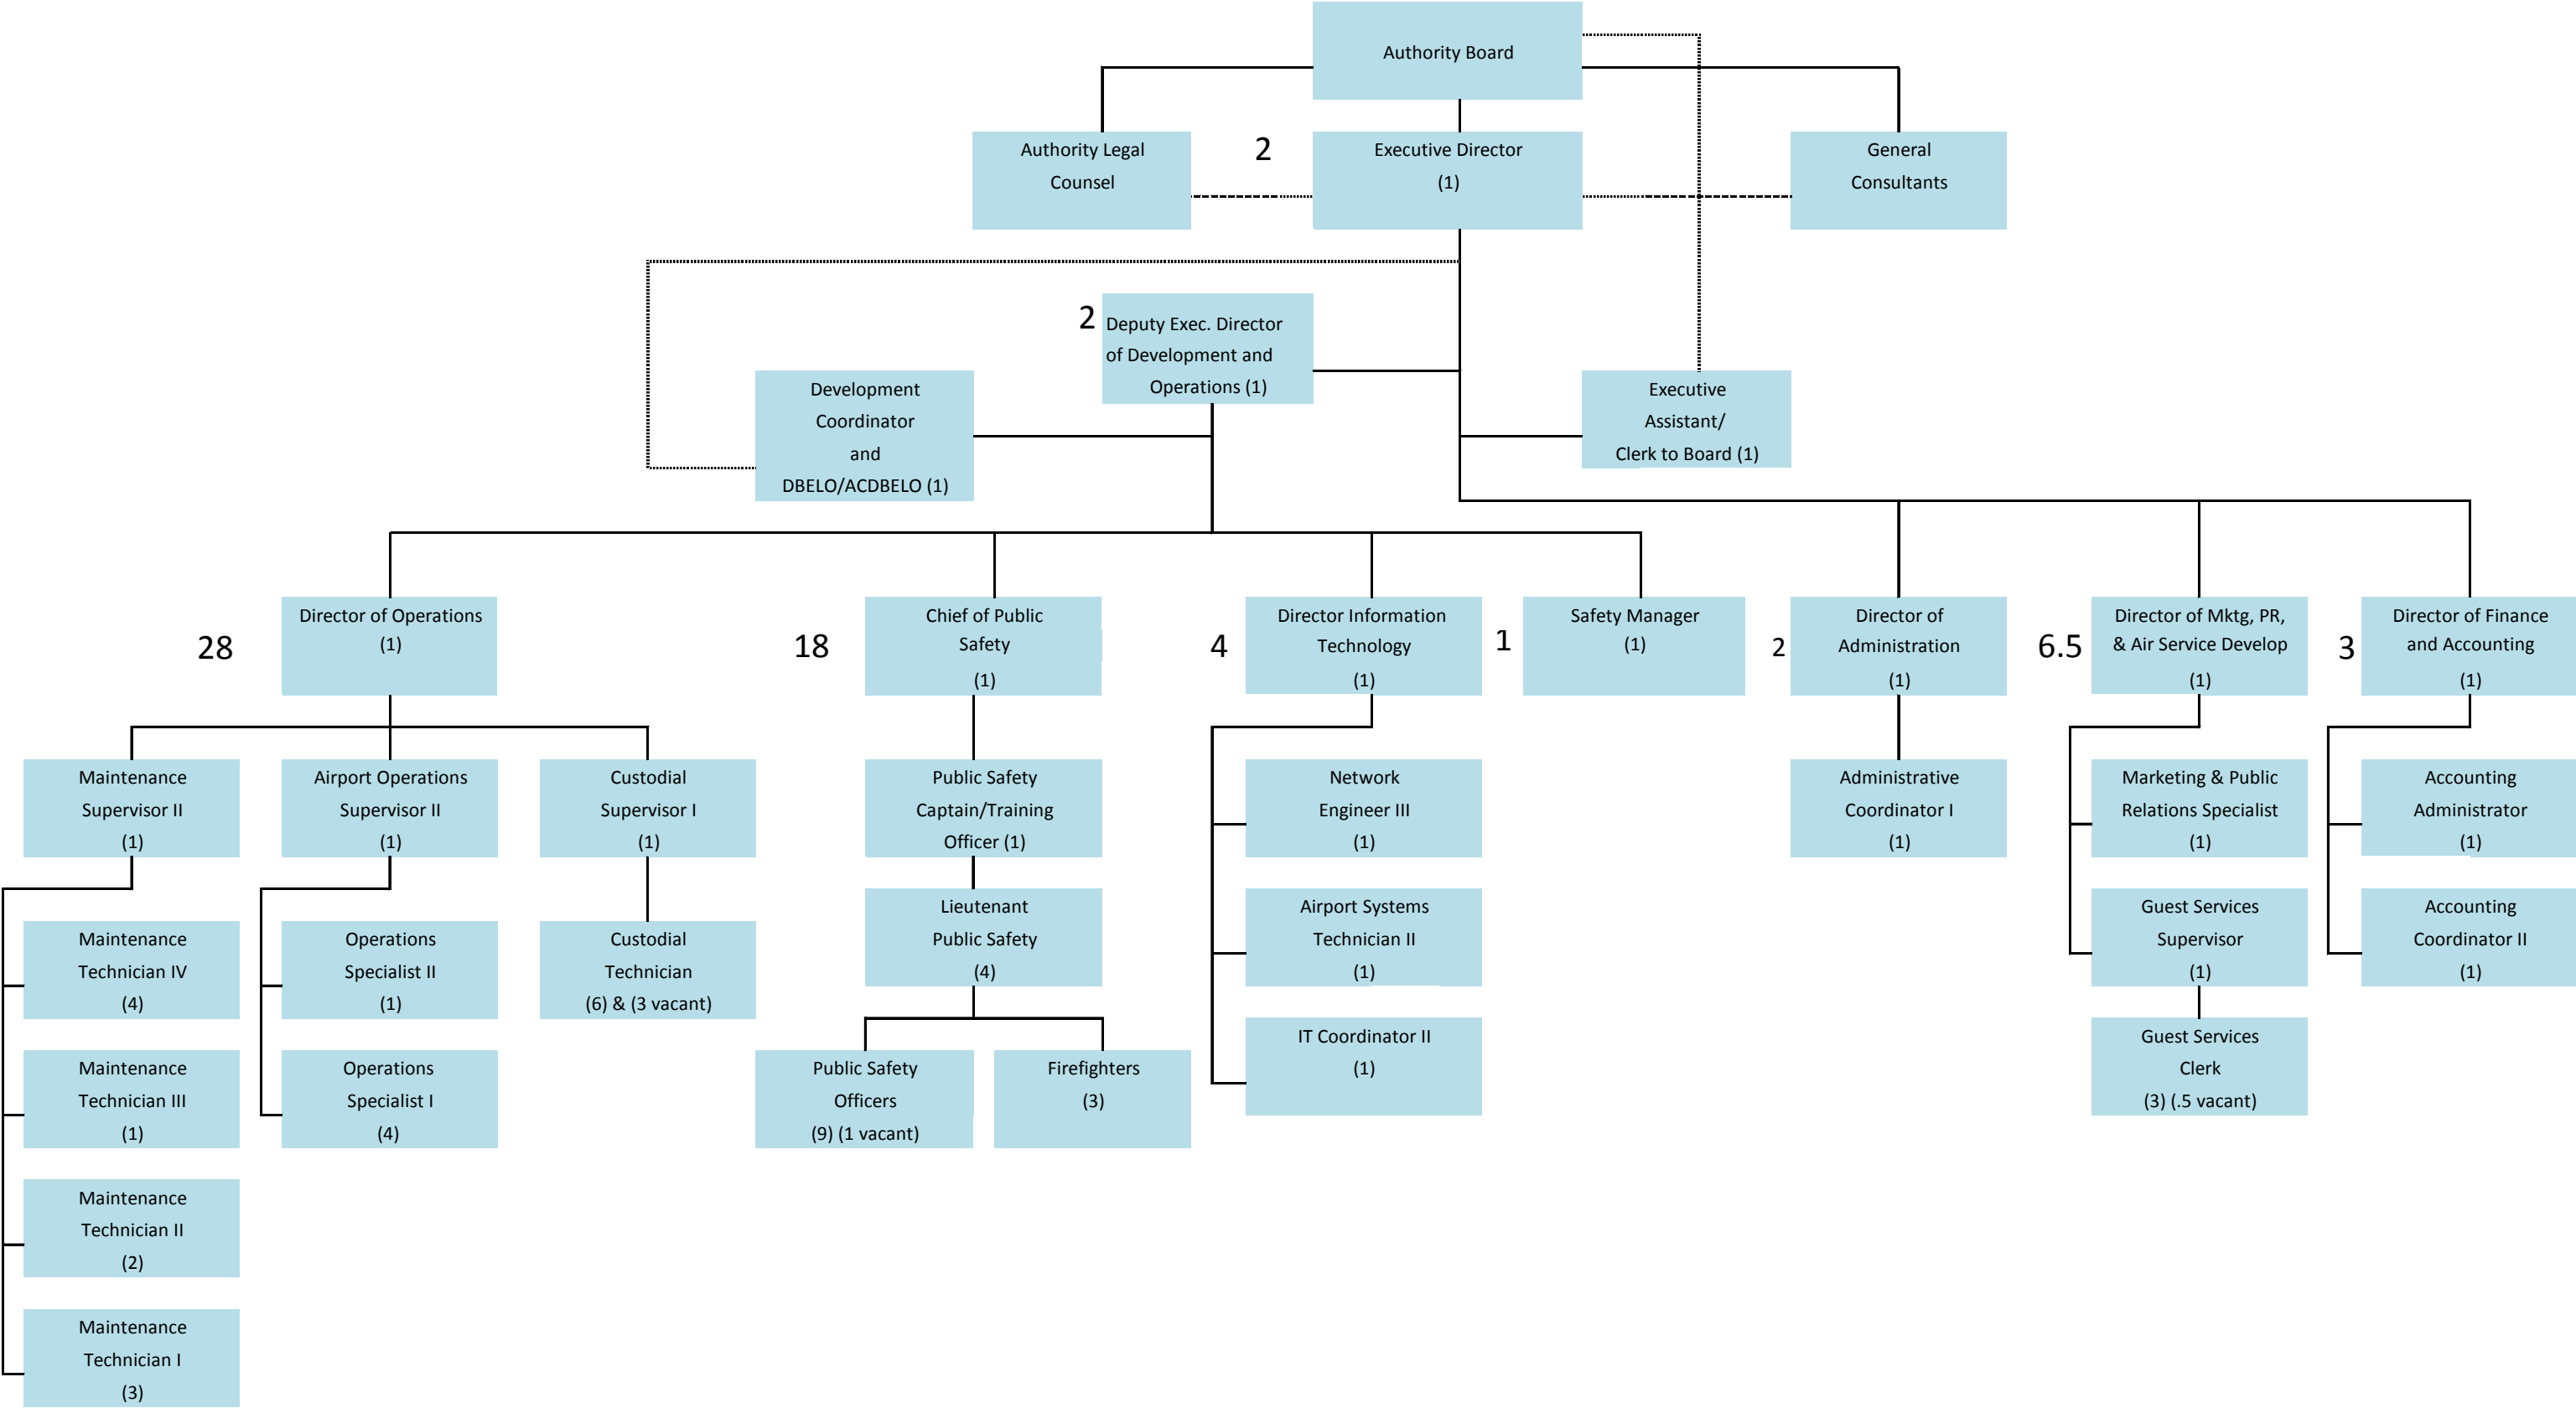 Authority Board
Authority Legal
Counsel
2
Executive Director
(1)
General
Consultants
2
Deputy Exec. Director
of Development and
Operations (1)
Development
Coordinator
and
DBELO/ACDBELO (1)
Executive
Assistant/
Clerk to Board (1)
28
Director of Operations
(1)
18
Chief of Public
Safety
(1)
4
Director Information
Technology
(1)
1
Safety Manager
(1)
2
Director of
Administration
(1)
6.5
Director of Mktg, PR,
& Air Service Develop
(1)
3
Director of Finance
and Accounting
(1)
Maintenance
Supervisor II
(1)
Airport Operations
Supervisor II
(1)
Custodial
Supervisor I
(1)
Public Safety
Captain/Training
Officer (1)
Network
Engineer III
(1)
Administrative
Coordinator I
(1)
Marketing & Public
Relations Specialist
(1)
Accounting
Administrator
(1)
Maintenance
Technician IV
(4)
Operations
Specialist II
(1)
Custodial
Technician
(6) & (3 vacant)
Lieutenant
Public Safety
(4)
Airport Systems
Technician II
(1)
Guest Services
Supervisor
(1)
Accounting
Coordinator II
(1)
Maintenance
Technician III
(1)
Operations
Specialist I
(4)
Public Safety
Officers
(9) (1 vacant)
Firefighters
(3)
IT Coordinator II
(1)
Guest Services
Clerk
(3) (.5 vacant)
Maintenance
Technician II
(2)
Maintenance
Technician I
(3)